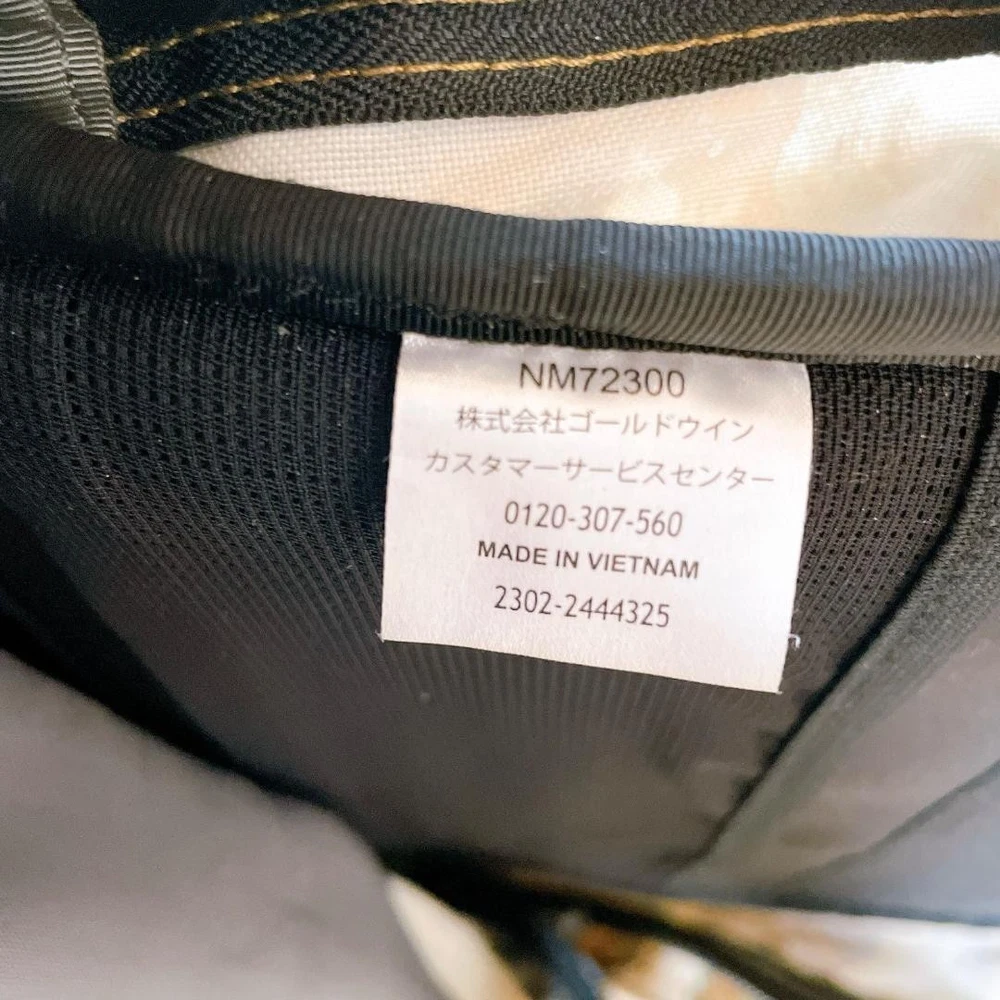 NM72300
株式会社ゴールドウイン
カスタマーサービスセンター
0120-307-560
MADE IN VIETNAM
2302-2444325